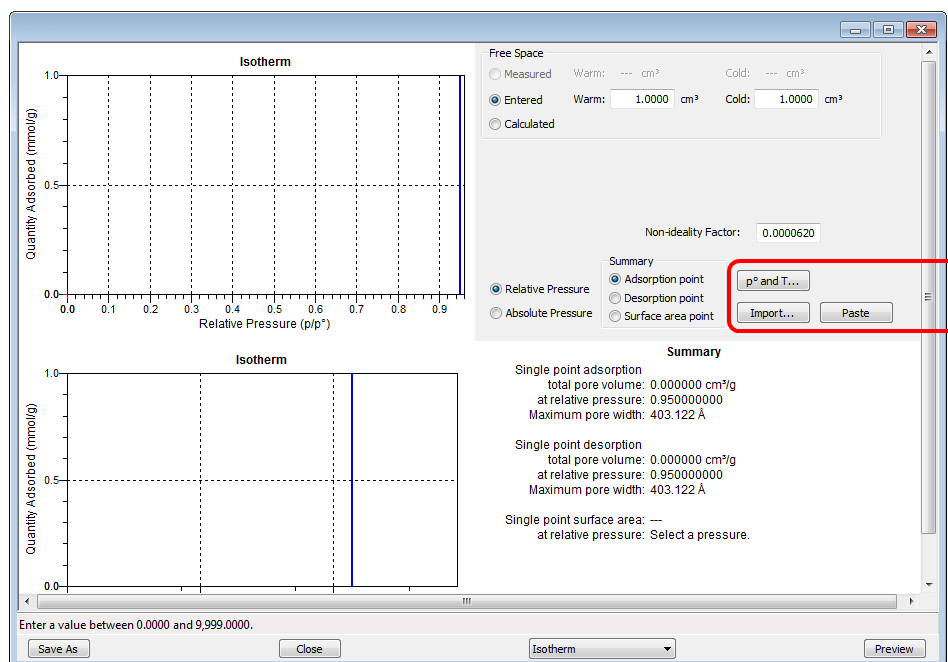 Isotherm
1.0
0.5
0.0
Quantity Adsorbed (mmol/g)
0.0 0.1 0.2 0.3 0.4 0.5 0.6 0.7 0.8 0.9
Relative Pressure (p/p°)
Free Space
Measured Warm: --- cm³ Cold: --- cm³
Entered Warm: 1.0000 cm³ Cold: 1.0000 cm³
Calculated
Non-ideality Factor: 0.0000620
Relative Pressure
Absolute Pressure
Summary
Adsorption point
Desorption point
Surface area point
p° and T...
Import... Paste
Isotherm
1.0
0.5
0.0
Quantity Adsorbed (mmol/g)
Summary
Single point adsorption
total pore volume: 0.000000 cm³/g
at relative pressure: 0.950000000
Maximum pore width: 403.122 Å
Single point desorption
total pore volume: 0.000000 cm³/g
at relative pressure: 0.950000000
Maximum pore width: 403.122 Å
Single point surface area: ---
at relative pressure: Select a pressure.
Enter a value between 0.0000 and 9,999.0000.
Save As Close Isotherm Preview